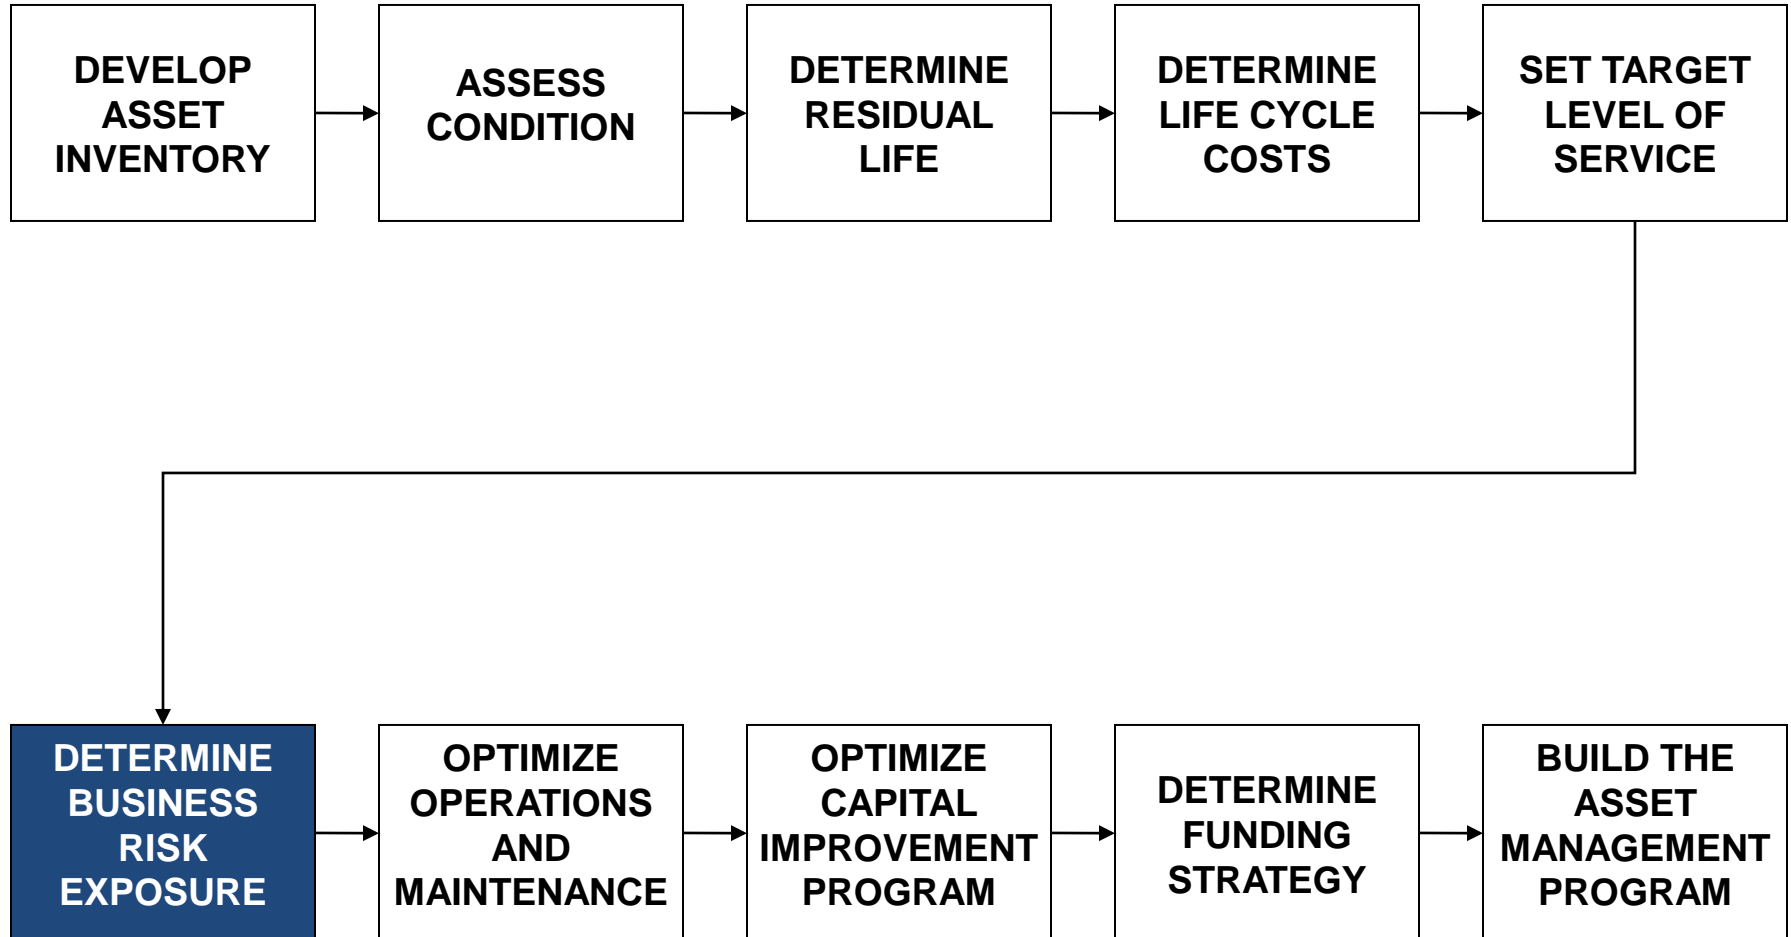 DEVELOP
ASSET
INVENTORY
ASSESS
CONDITION
DETERMINE
RESIDUAL
LIFE
DETERMINE
LIFE CYCLE
COSTS
SET TARGET
LEVEL OF
SERVICE
DETERMINE
BUSINESS
RISK
EXPOSURE
OPTIMIZE
OPERATIONS
AND
MAINTENANCE
OPTIMIZE
CAPITAL
IMPROVEMENT
PROGRAM
DETERMINE
FUNDING
STRATEGY
BUILD THE
ASSET
MANAGEMENT
PROGRAM